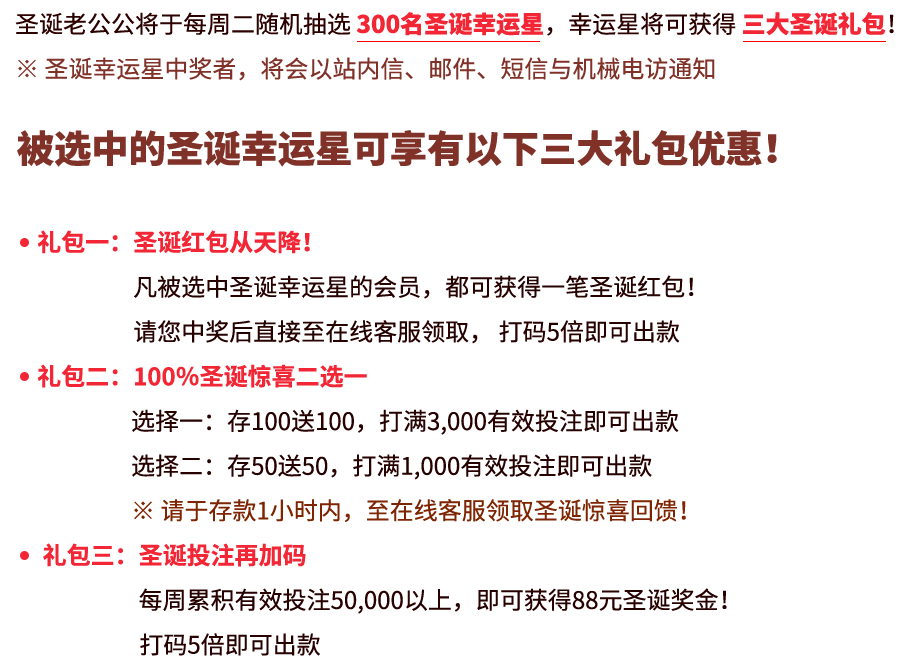 圣诞老公公将于每周二随机抽选 300名圣诞幸运星，幸运星将可获得 三大圣诞礼包！
※ 圣诞幸运星中奖者，将会以站内信、邮件、短信与机械电访通知
被选中的圣诞幸运星可享有以下三大礼包优惠！
• 礼包一：圣诞红包从天降！
凡被选中圣诞幸运星的会员，都可获得一笔圣诞红包！
请您中奖后直接至在线客服领取， 打码5倍即可出款
• 礼包二：100%圣诞惊喜二选一
选择一：存100送100，打满3,000有效投注即可出款
选择二：存50送50，打满1,000有效投注即可出款
※ 请于存款1小时内，至在线客服领取圣诞惊喜回馈！
• 礼包三：圣诞投注再加码
每周累积有效投注50,000以上，即可获得88元圣诞奖金！
打码5倍即可出款